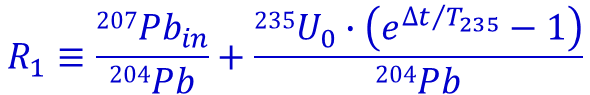 R₁ ≡ ²⁰⁷Pb_in / ²⁰⁴Pb + ²³⁵U₀ · (e^(Δt/T₂₃₅) − 1) / ²⁰⁴Pb